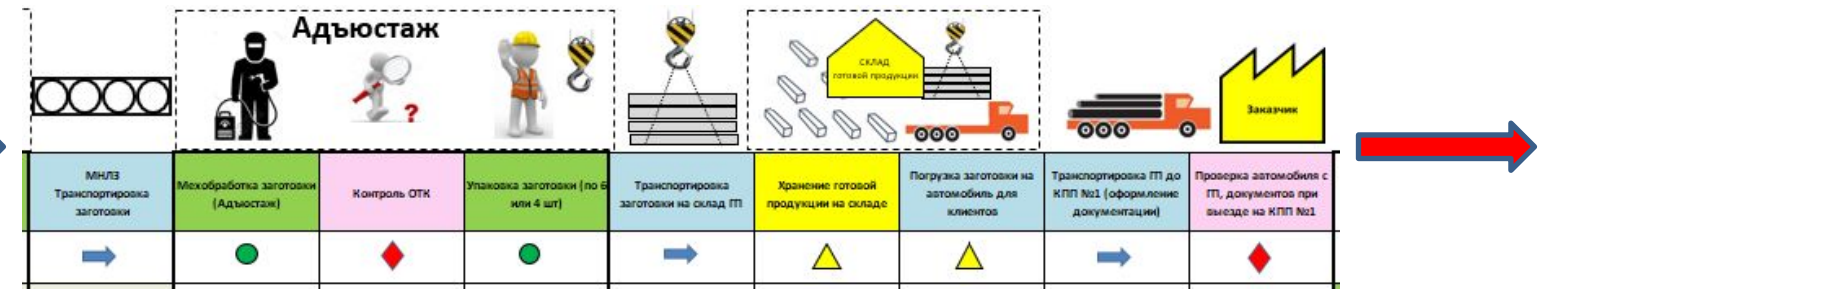 Адъюстаж
?
СКЛАД
готовой продукции
Заказчик
МНЛЗ
Транспортировка
заготовки
Мехобработка заготовки
(Адъюстаж)
Контроль ОТК
Упаковка заготовки (по 6
или 4 шт)
Транспортировка
заготовки на склад ГП
Хранение готовой
продукции на складе
Погрузка заготовки на
автомобиль для
клиентов
Транспортировка ГП до
КПП №1 (оформление
документации)
Проверка автомобиля с
ГП, документов при
выезде на КПП №1